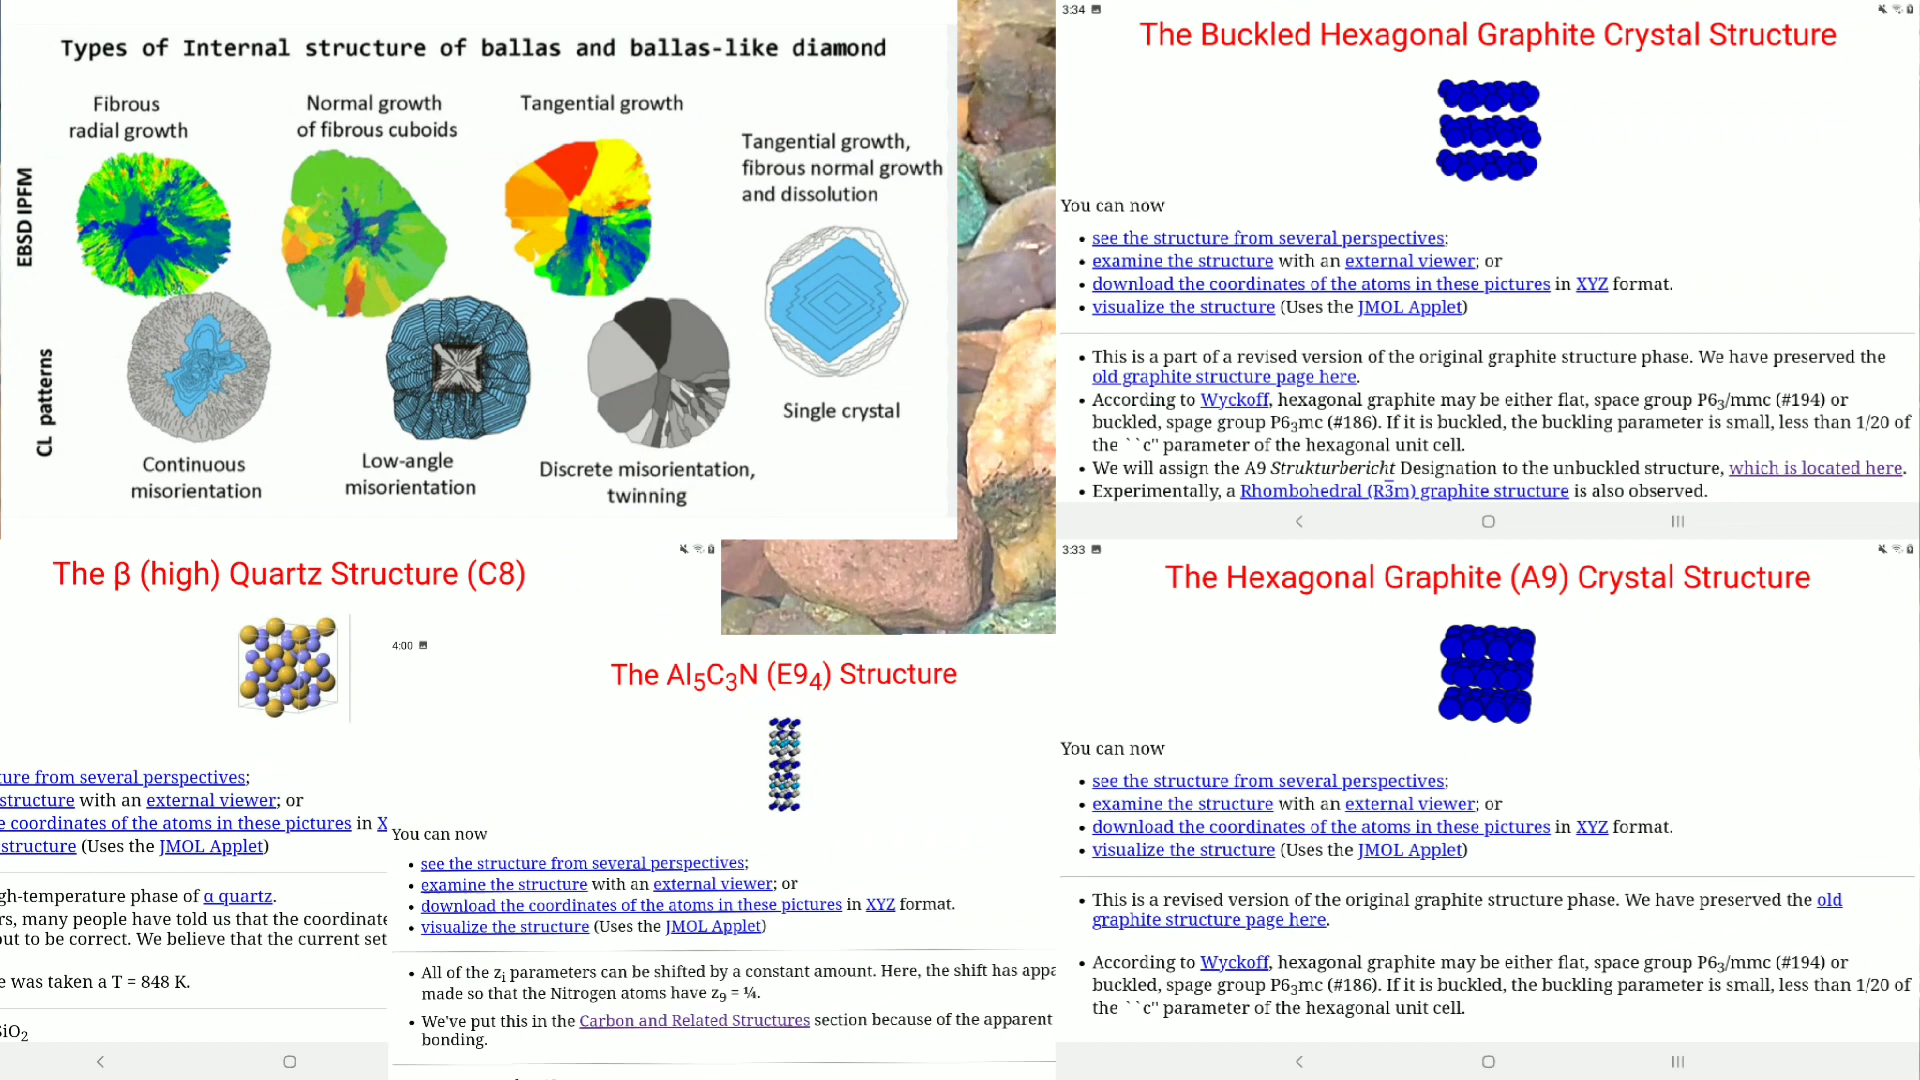 Types of Internal structure of ballas and ballas-like diamond
Fibrous
radial growth
Normal growth
of fibrous cuboids
Tangential growth
Tangential growth,
fibrous normal growth
and dissolution
EBSD IPFM
CL patterns
Single crystal
Continuous
misorientation
Low-angle
misorientation
Discrete misorientation,
twinning
3:34
The Buckled Hexagonal Graphite Crystal Structure
You can now
• see the structure from several perspectives;
• examine the structure with an external viewer; or
• download the coordinates of the atoms in these pictures in XYZ format.
• visualize the structure (Uses the JMOL Applet)
• This is a part of a revised version of the original graphite structure phase. We have preserved the
old graphite structure page here.
• According to Wyckoff, hexagonal graphite may be either flat, space group P6₃/mmc (#194) or
buckled, spage group P6₃mc (#186). If it is buckled, the buckling parameter is small, less than 1/20 of
the ``c" parameter of the hexagonal unit cell.
• We will assign the A9 Strukturbericht Designation to the unbuckled structure, which is located here.
• Experimentally, a Rhombohedral (R3̅m) graphite structure is also observed.
The β (high) Quartz Structure (C8)
ture from several perspectives;
structure with an external viewer; or
e coordinates of the atoms in these pictures in X
structure (Uses the JMOL Applet)
gh-temperature phase of α quartz.
rs, many people have told us that the coordinate
out to be correct. We believe that the current set
e was taken a T = 848 K.
SiO₂
4:00
The Al₅C₃N (E9₄) Structure
You can now
• see the structure from several perspectives;
• examine the structure with an external viewer; or
• download the coordinates of the atoms in these pictures in XYZ format.
• visualize the structure (Uses the JMOL Applet)
• All of the zᵢ parameters can be shifted by a constant amount. Here, the shift has appa
made so that the Nitrogen atoms have z₉ = ¼.
• We've put this in the Carbon and Related Structures section because of the apparent
bonding.
3:33
The Hexagonal Graphite (A9) Crystal Structure
You can now
• see the structure from several perspectives;
• examine the structure with an external viewer; or
• download the coordinates of the atoms in these pictures in XYZ format.
• visualize the structure (Uses the JMOL Applet)
• This is a revised version of the original graphite structure phase. We have preserved the old
graphite structure page here.
• According to Wyckoff, hexagonal graphite may be either flat, space group P6₃/mmc (#194) or
buckled, spage group P6₃mc (#186). If it is buckled, the buckling parameter is small, less than 1/20 of
the ``c" parameter of the hexagonal unit cell.